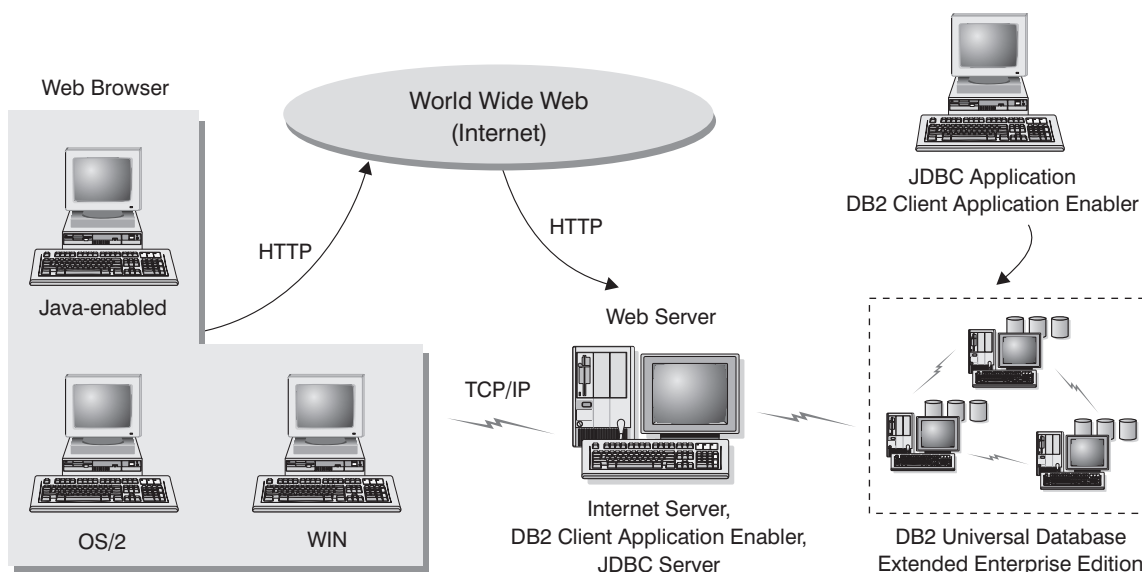 Web Browser
World Wide Web
(Internet)
JDBC Application
DB2 Client Application Enabler
HTTP
HTTP
Java-enabled
Web Server
TCP/IP
OS/2
WIN
Internet Server,
DB2 Client Application Enabler,
JDBC Server
DB2 Universal Database
Extended Enterprise Edition